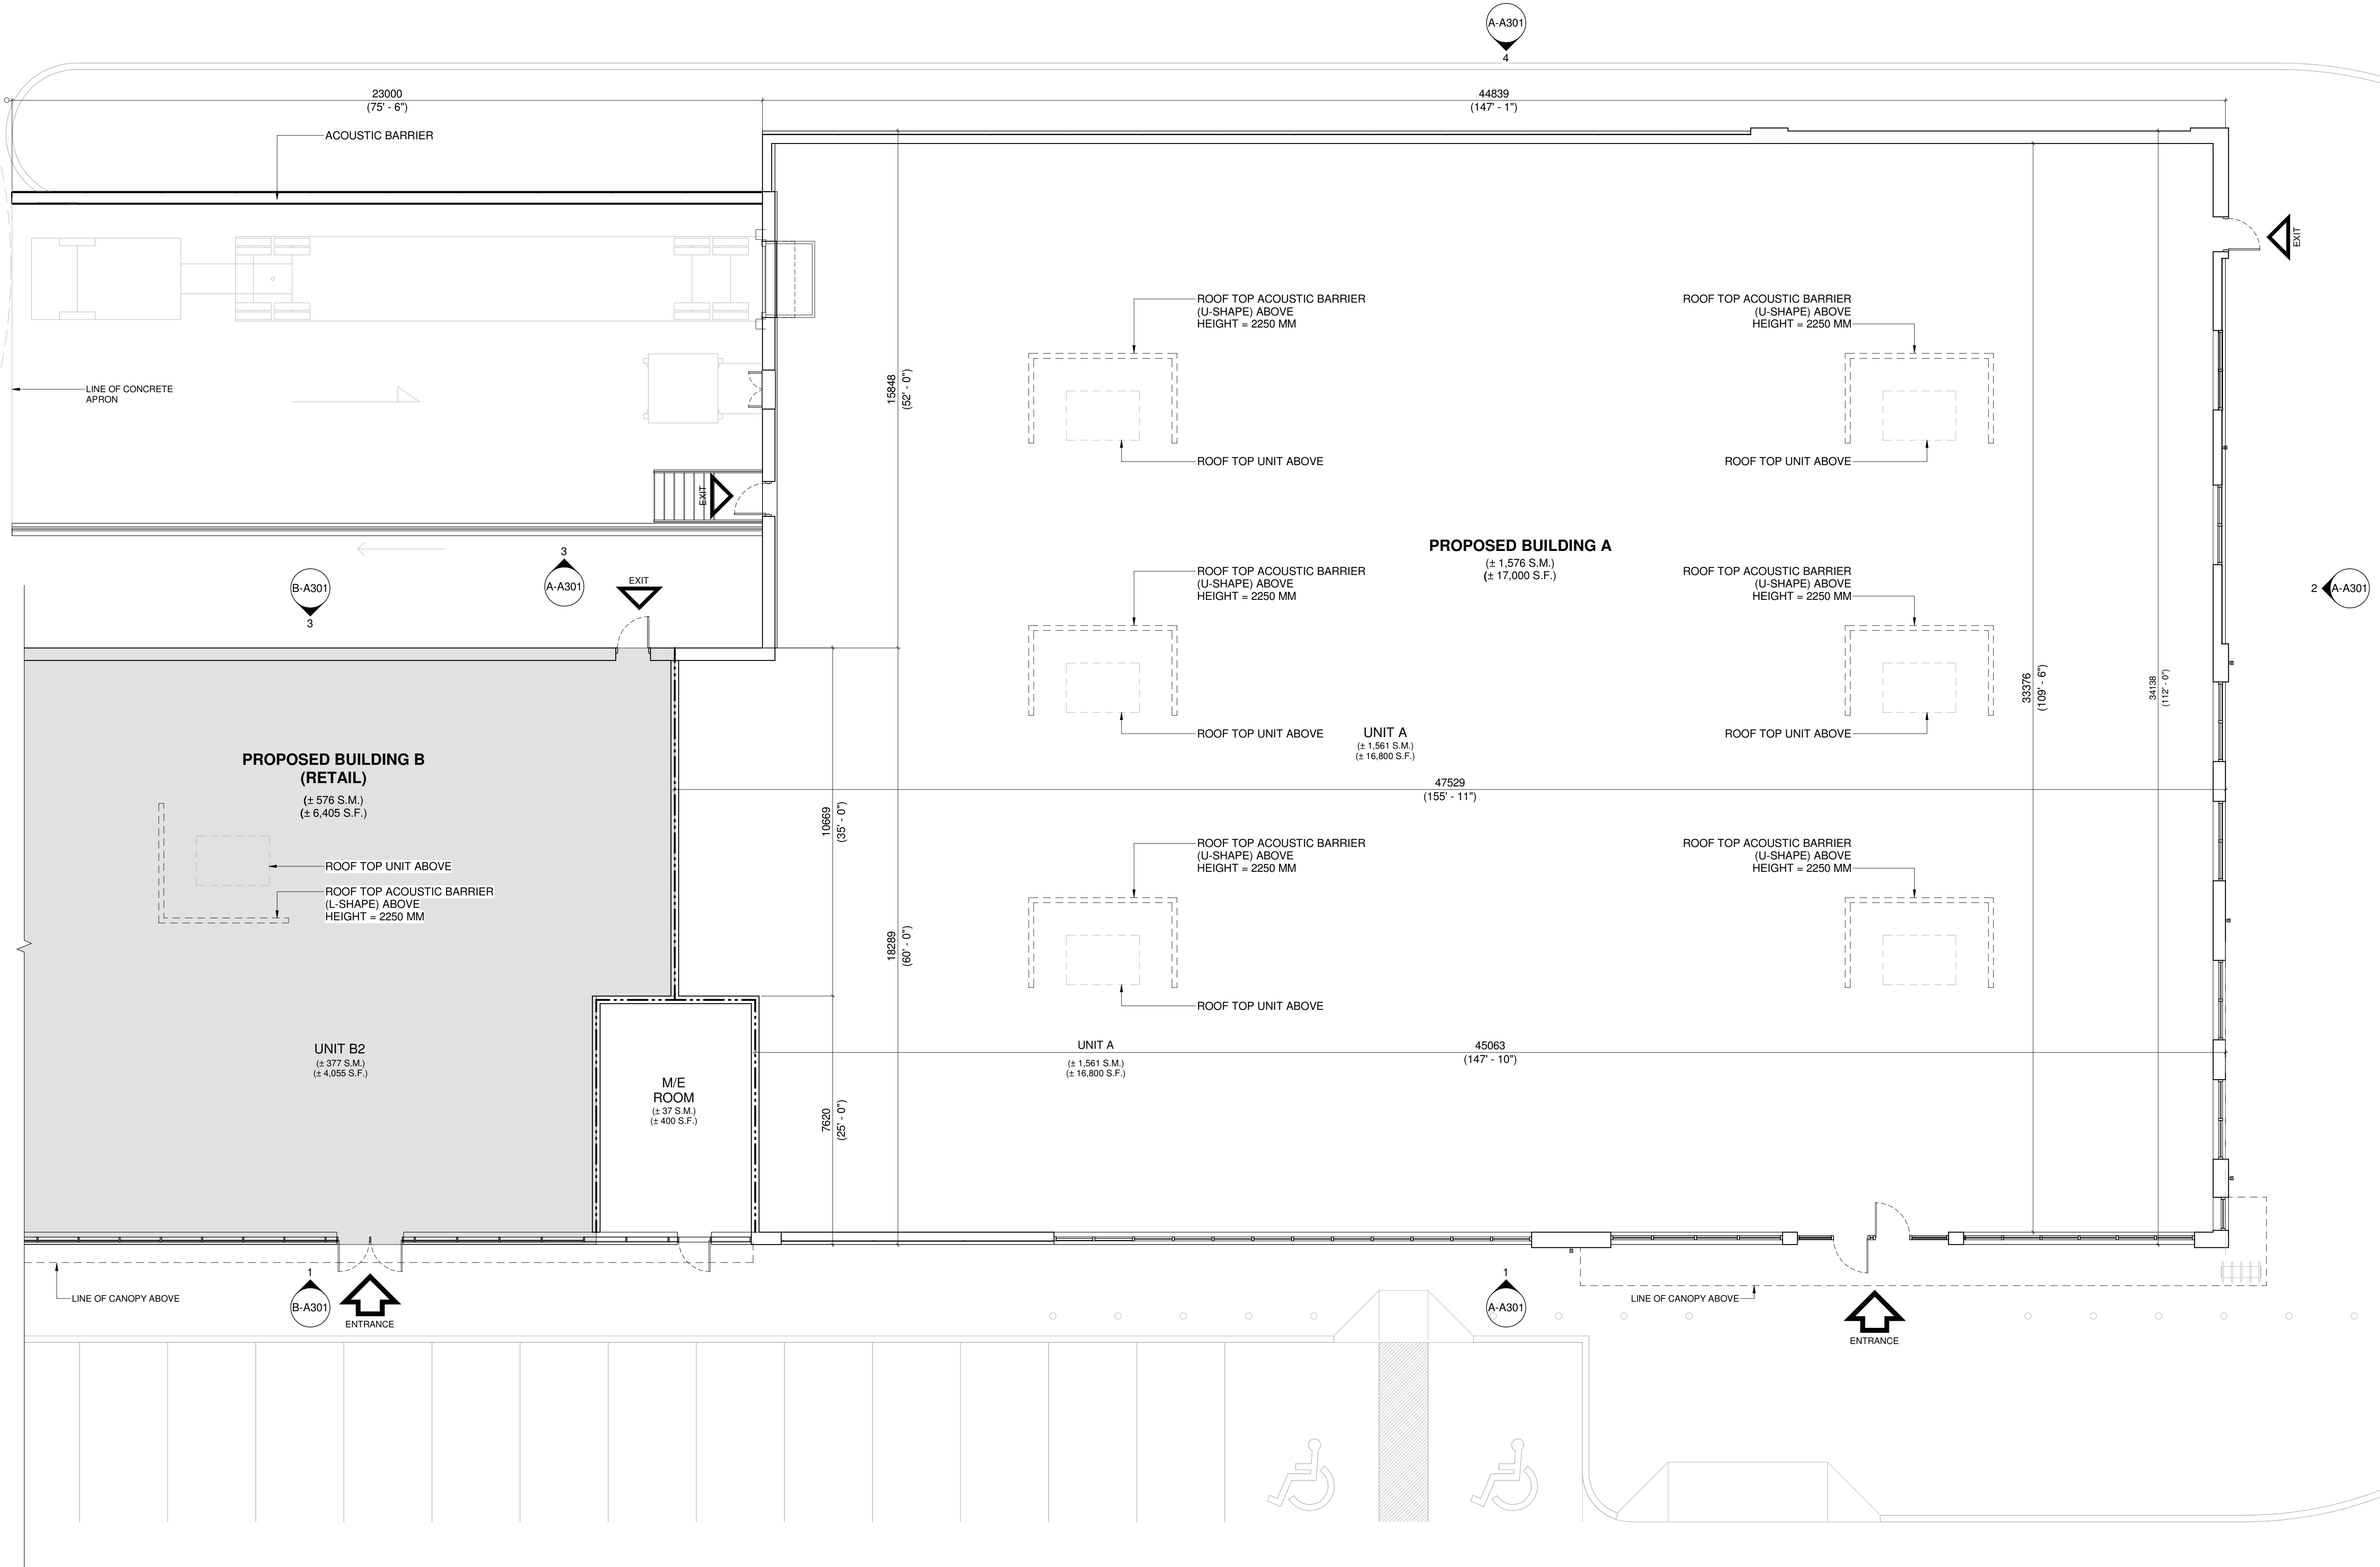 A-A301
4
23000
(75' - 6")
44839
(147' - 1")
ACOUSTIC BARRIER
EXIT
ROOF TOP ACOUSTIC BARRIER
(U-SHAPE) ABOVE
HEIGHT = 2250 MM
ROOF TOP ACOUSTIC BARRIER
(U-SHAPE) ABOVE
HEIGHT = 2250 MM
LINE OF CONCRETE
APRON
15848
(52' - 0")
ROOF TOP UNIT ABOVE
ROOF TOP UNIT ABOVE
EXIT
PROPOSED BUILDING A
(± 1,576 S.M.)
(± 17,000 S.F.)
3
A-A301
B-A301
3
EXIT
ROOF TOP ACOUSTIC BARRIER
(U-SHAPE) ABOVE
HEIGHT = 2250 MM
ROOF TOP ACOUSTIC BARRIER
(U-SHAPE) ABOVE
HEIGHT = 2250 MM
2
A-A301
33376
(109' - 6")
34138
(112' - 0")
ROOF TOP UNIT ABOVE
UNIT A
(± 1,561 S.M.)
(± 16,800 S.F.)
ROOF TOP UNIT ABOVE
PROPOSED BUILDING B
(RETAIL)
(± 576 S.M.)
(± 6,405 S.F.)
47529
(155' - 11")
10669
(35' - 0")
ROOF TOP UNIT ABOVE
ROOF TOP ACOUSTIC BARRIER
(L-SHAPE) ABOVE
HEIGHT = 2250 MM
ROOF TOP ACOUSTIC BARRIER
(U-SHAPE) ABOVE
HEIGHT = 2250 MM
ROOF TOP ACOUSTIC BARRIER
(U-SHAPE) ABOVE
HEIGHT = 2250 MM
18289
(60' - 0")
ROOF TOP UNIT ABOVE
UNIT B2
(± 377 S.M.)
(± 4,055 S.F.)
UNIT A
(± 1,561 S.M.)
(± 16,800 S.F.)
45063
(147' - 10")
M/E
ROOM
(± 37 S.M.)
(± 400 S.F.)
7620
(25' - 0")
LINE OF CANOPY ABOVE
1
B-A301
ENTRANCE
1
A-A301
LINE OF CANOPY ABOVE
ENTRANCE